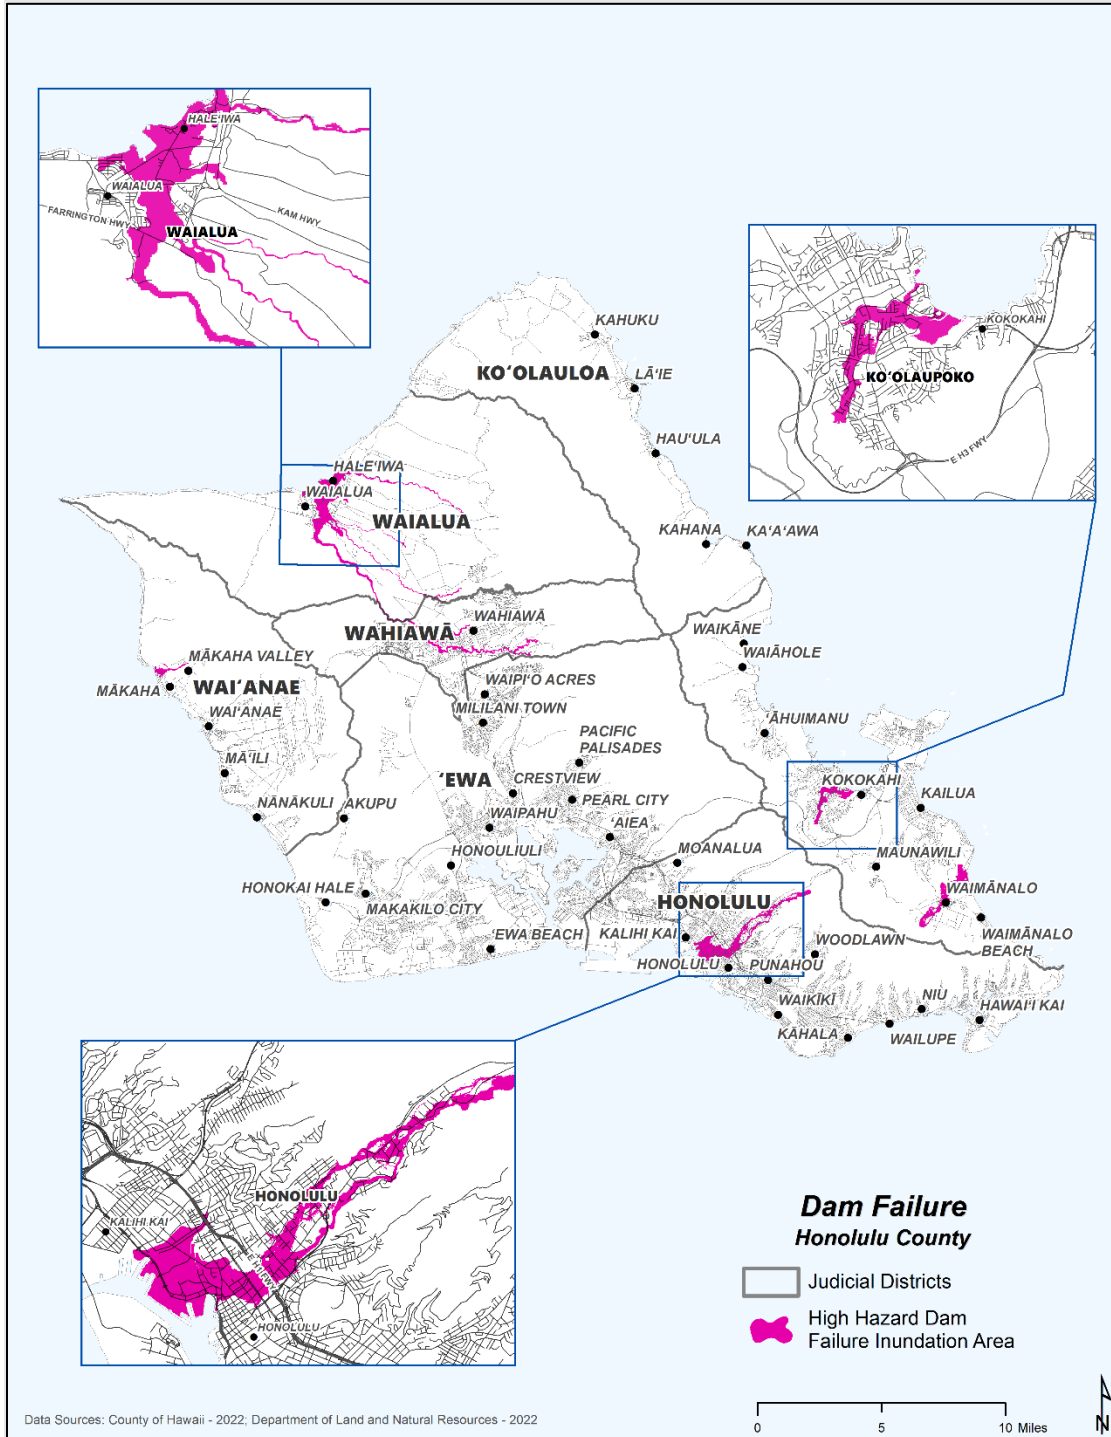 HALE‘IWA
WAIALUA
KAM HWY
FARRINGTON HWY
WAIALUA
KOKOKAHI
KO‘OLAUPOKO
E H3 FWY
KAHUKU
KO‘OLAULOA
LĀ‘IE
HAU‘ULA
HALE‘IWA
WAIALUA
WAIALUA
KAHANA
KA‘A‘AWA
WAHIAWĀ
WAHIAWĀ
WAIKĀNE
WAIĀHOLE
MĀKAHA VALLEY
MĀKAHA
WAI‘ANAE
WAI‘ANAE
WAIPI‘O ACRES
MILILANI TOWN
‘ĀHUIMANU
PACIFIC
PALISADES
MĀ‘ILI
‘EWA
CRESTVIEW
KOKOKAHI
NĀNĀKULI
AKUPU
PEARL CITY
KAILUA
WAIPAHU
‘AIEA
HONOULIULI
MOANALUA
MAUNAWILI
HONOKAI HALE
MAKAKILO CITY
HONOLULU
WAIMĀNALO
KALIHI KAI
‘EWA BEACH
WOODLAWN
WAIMĀNALO
BEACH
HONOLULU
PUNAHOU
WAIKĪKĪ
NIU
HAWAI‘I KAI
KĀHALA
WAILUPE
HONOLULU
KALIHI KAI
E H1 FWY
HONOLULU
Dam Failure
Honolulu County
Judicial Districts
High Hazard Dam
Failure Inundation Area
Data Sources: County of Hawaii - 2022; Department of Land and Natural Resources - 2022
0 5 10 Miles
N